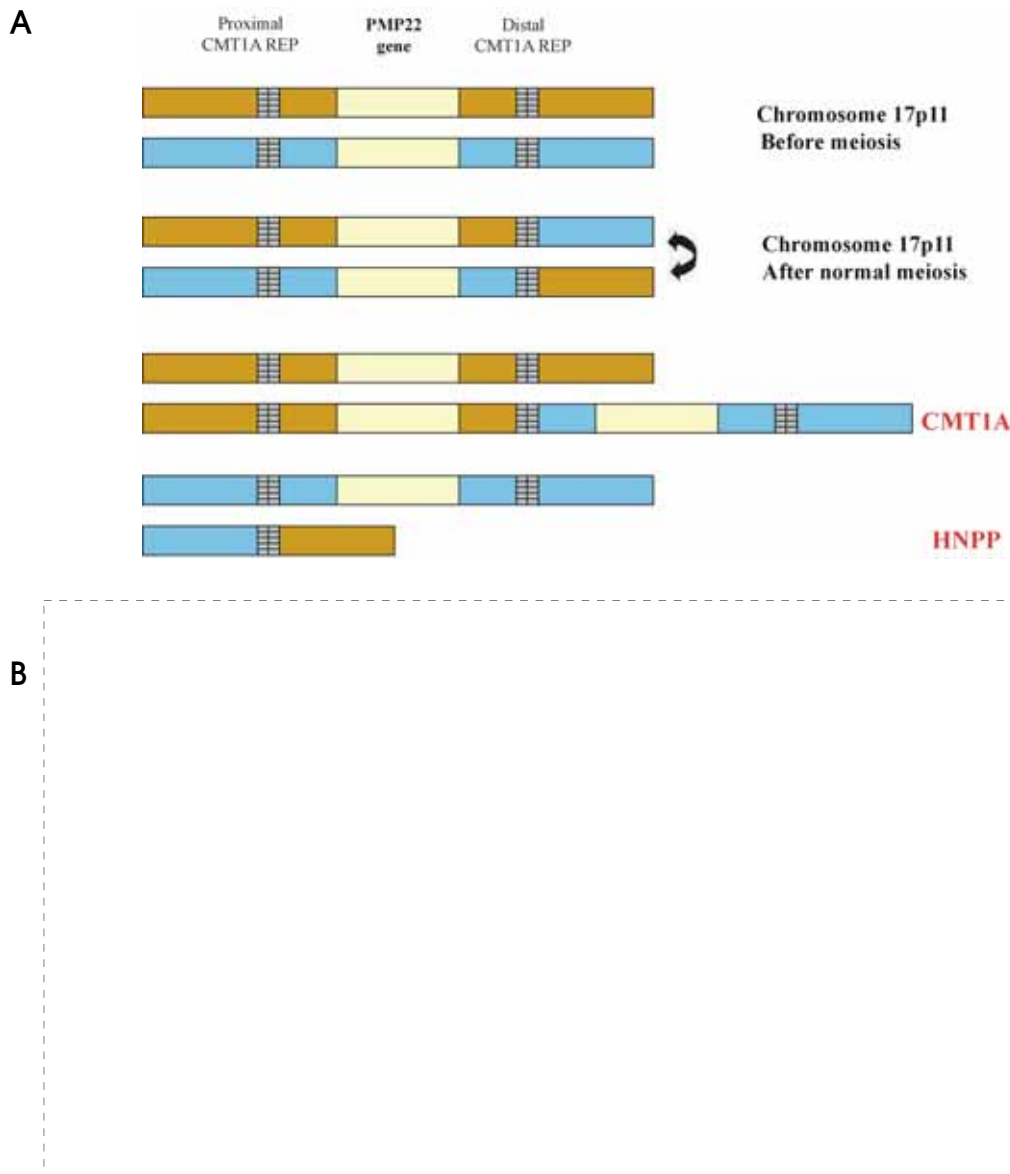 A
Proximal
CMT1A REP
PMP22
gene
Distal
CMT1A REP
Chromosome 17p11
Before meiosis
Chromosome 17p11
After normal meiosis
CMT1A
HNPP
B